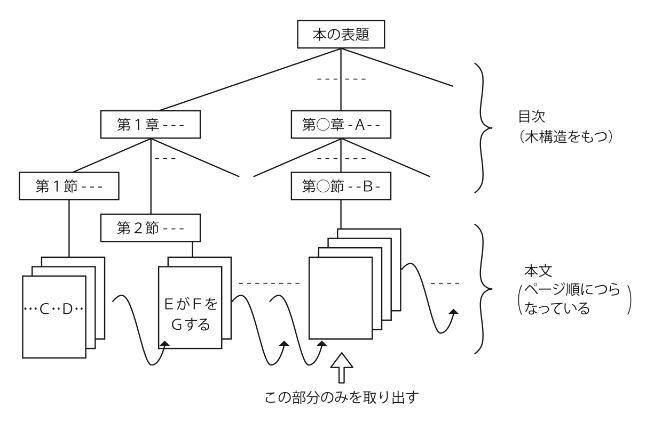 本の表題
第1章---
第○章-A--
目次
(木構造をもつ)
第1節---
第○節--B-
第2節---
…C‥D‥
EがFを
Gする
本文
(ページ順につら
なっている)
この部分のみを取り出す